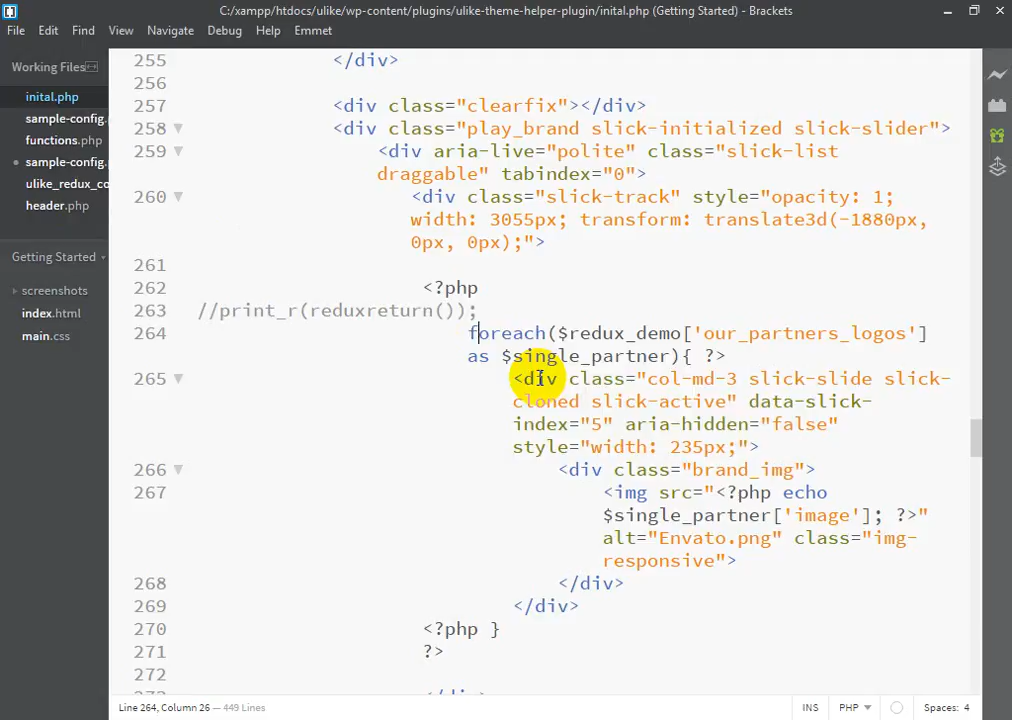 C:/xampp/htdocs/ulike/wp-content/plugins/ulike-theme-helper-plugin/inital.php (Getting Started) - Brackets
File Edit Find View Navigate Debug Help Emmet
Working Files
inital.php
sample-config.
functions.php
sample-config.
ulike_redux_co
header.php
Getting Started
screenshots
index.html
main.css
255 </div>
256
257 <div class="clearfix"></div>
258 <div class="play_brand slick-initialized slick-slider">
259 <div aria-live="polite" class="slick-list
draggable" tabindex="0">
260 <div class="slick-track" style="opacity: 1;
width: 3055px; transform: translate3d(-1880px,
0px, 0px);">
261
262 <?php
263 //print_r(reduxreturn());
264 foreach($redux_demo['our_partners_logos']
as $single_partner){ ?>
265 <div class="col-md-3 slick-slide slick-
cloned slick-active" data-slick-
index="5" aria-hidden="false"
style="width: 235px;">
266 <div class="brand_img">
267 <img src="<?php echo
$single_partner['image']; ?>"
alt="Envato.png" class="img-
responsive">
268 </div>
269 </div>
270 <?php }
271 ?>
272
Line 264, Column 26 — 449 Lines
INS PHP Spaces: 4